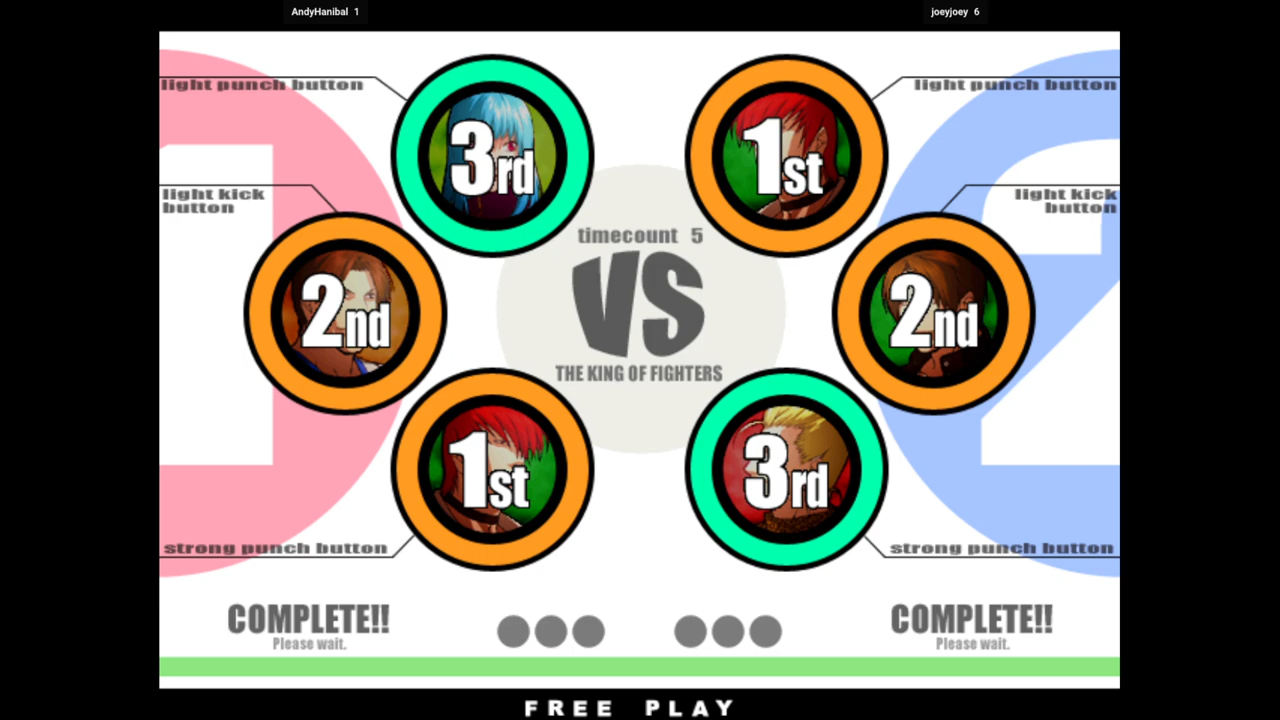 AndyHanibal 1
joeyjoey 6
light punch button
light punch button
3rd
1st
light kick
button
light kick
button
timecount 5
VS
THE KING OF FIGHTERS
1
2
2nd
2nd
1st
3rd
strong punch button
strong punch button
COMPLETE!!
Please wait.
COMPLETE!!
Please wait.
FREE PLAY